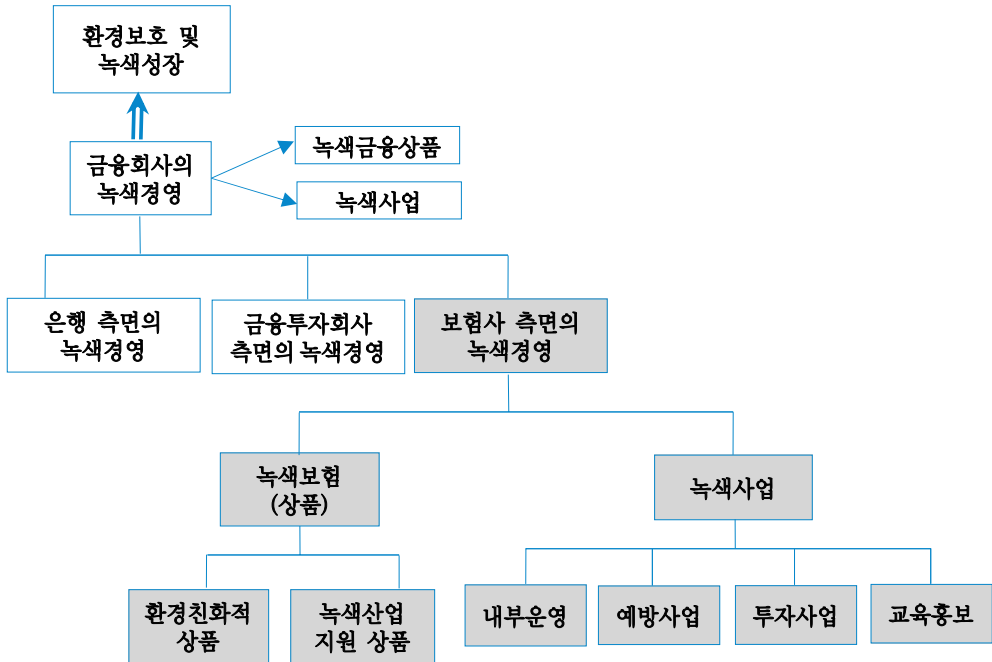 환경보호 및
녹색성장
금융회사의
녹색경영
녹색금융상품
녹색사업
은행 측면의
녹색경영
금융투자회사
측면의 녹색경영
보험사 측면의
녹색경영
녹색보험
(상품)
녹색사업
환경친화적
상품
녹색산업
지원 상품
내부운영
예방사업
투자사업
교육홍보